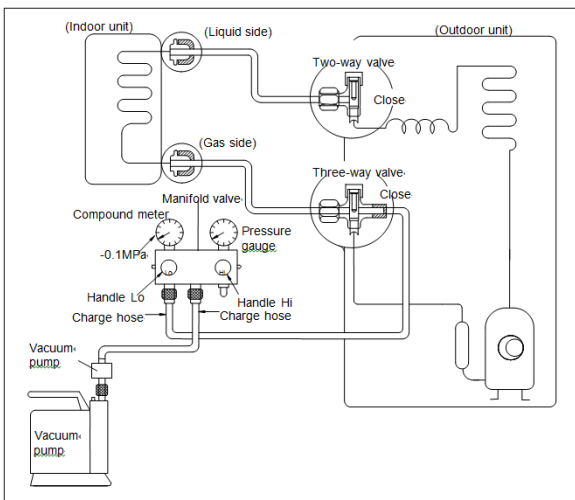 (Indoor unit)
(Liquid side)
(Outdoor unit)
Two-way valve
Close
(Gas side)
Three-way valve
Close
Manifold valve
Compound meter
Pressure
gauge
-0.1MPa
Lo
Hi
Handle Lo
Handle Hi
Charge hose
Charge hose
Vacuum
pump
Vacuum
pump